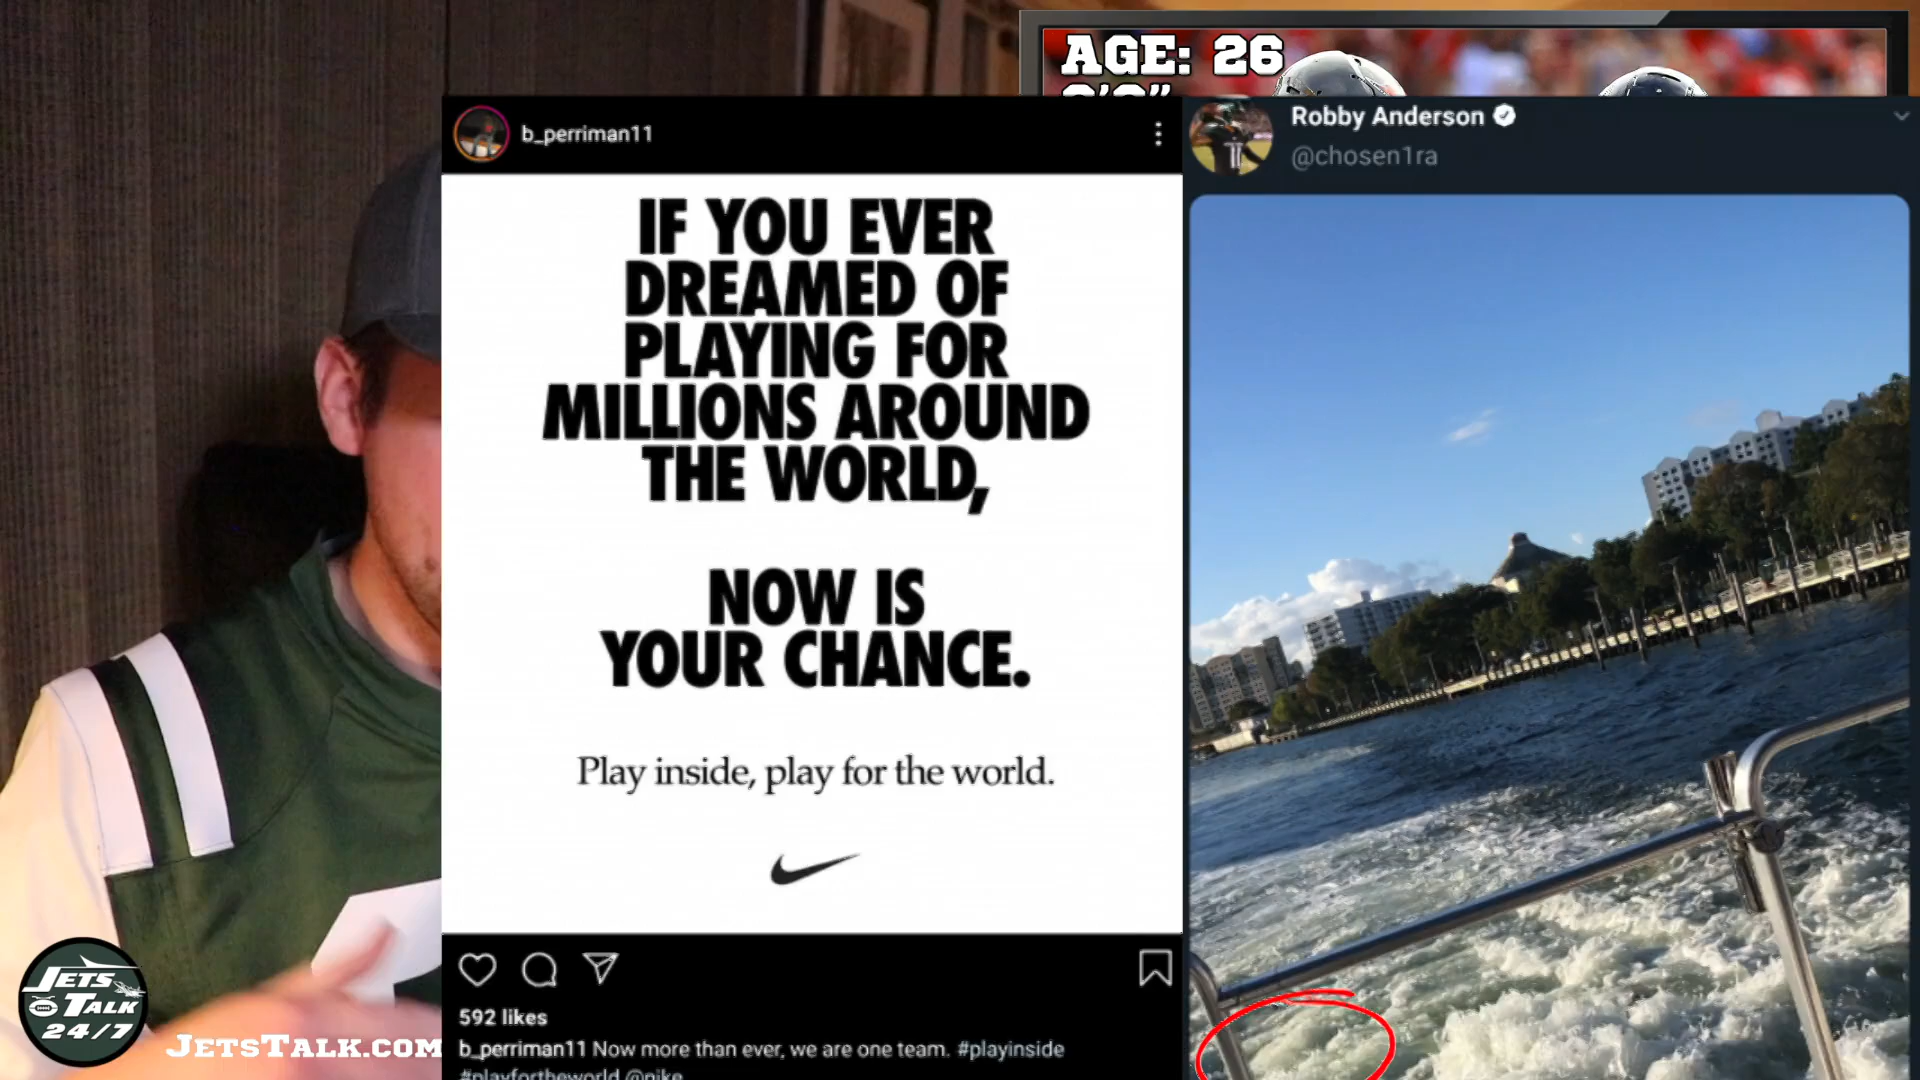 AGE: 26
b_perriman11
Robby Anderson
@chosen1ra
IF YOU EVER
DREAMED OF
PLAYING FOR
MILLIONS AROUND
THE WORLD,
NOW IS
YOUR CHANCE.
Play inside, play for the world.
592 likes
b_perriman11 Now more than ever, we are one team. #playinside
#playfortheworld @nike
JETS
TALK
24/7
JETSTALK.COM